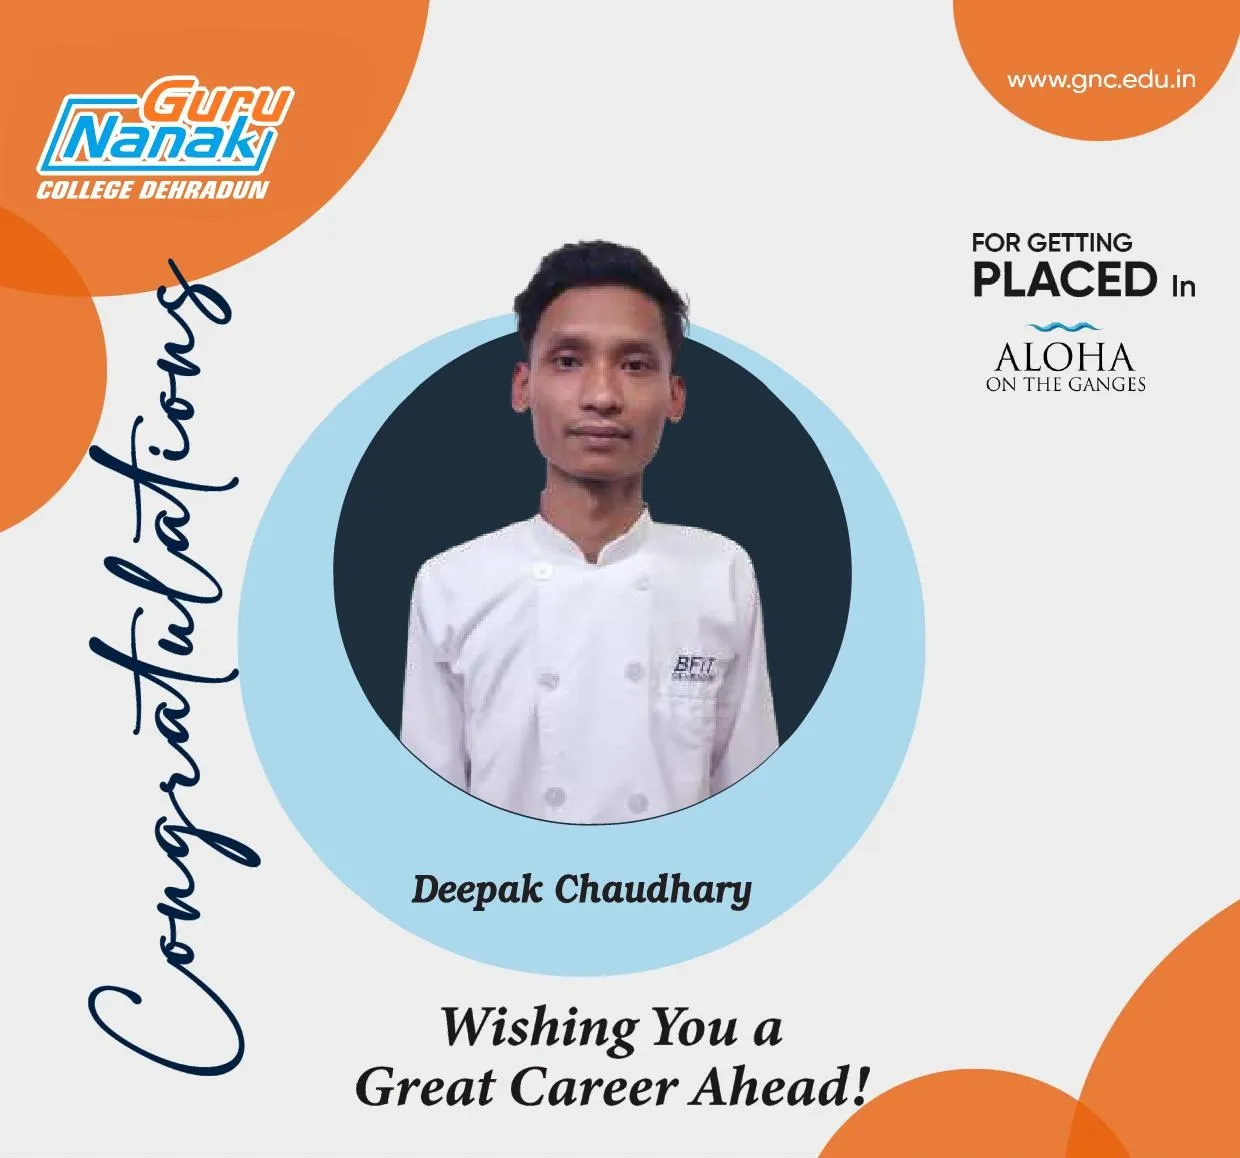 Guru
Nanak
COLLEGE DEHRADUN
www.gnc.edu.in
Congratulations
FOR GETTING
PLACED In
ALOHA
ON THE GANGES
BFIT
Deepak Chaudhary
Wishing You a
Great Career Ahead!